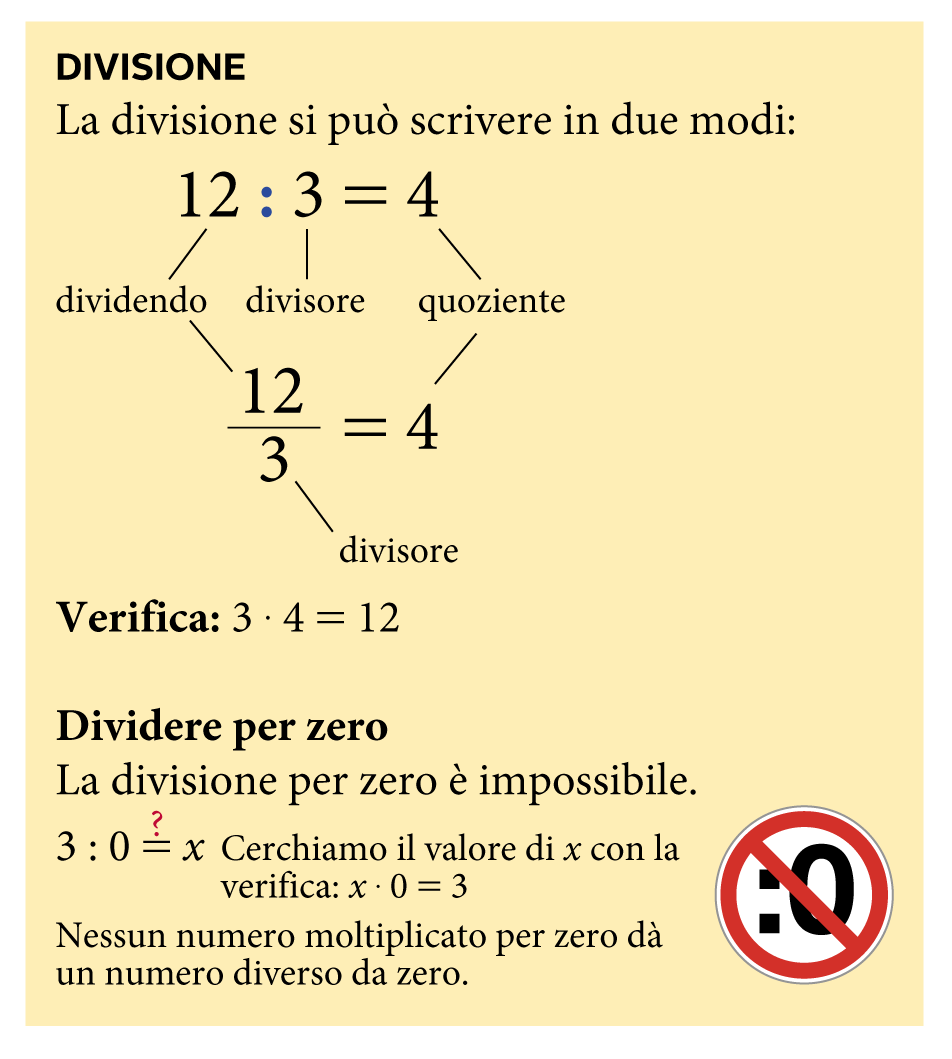 DIVISIONE
La divisione si può scrivere in due modi:
12 : 3 = 4
dividendo divisore quoziente
12
= 4
3
divisore
Verifica: 3 · 4 = 12
Dividere per zero
La divisione per zero è impossibile.
?
3 : 0 = x Cerchiamo il valore di x con la
verifica: x · 0 = 3
:0
Nessun numero moltiplicato per zero dà
un numero diverso da zero.